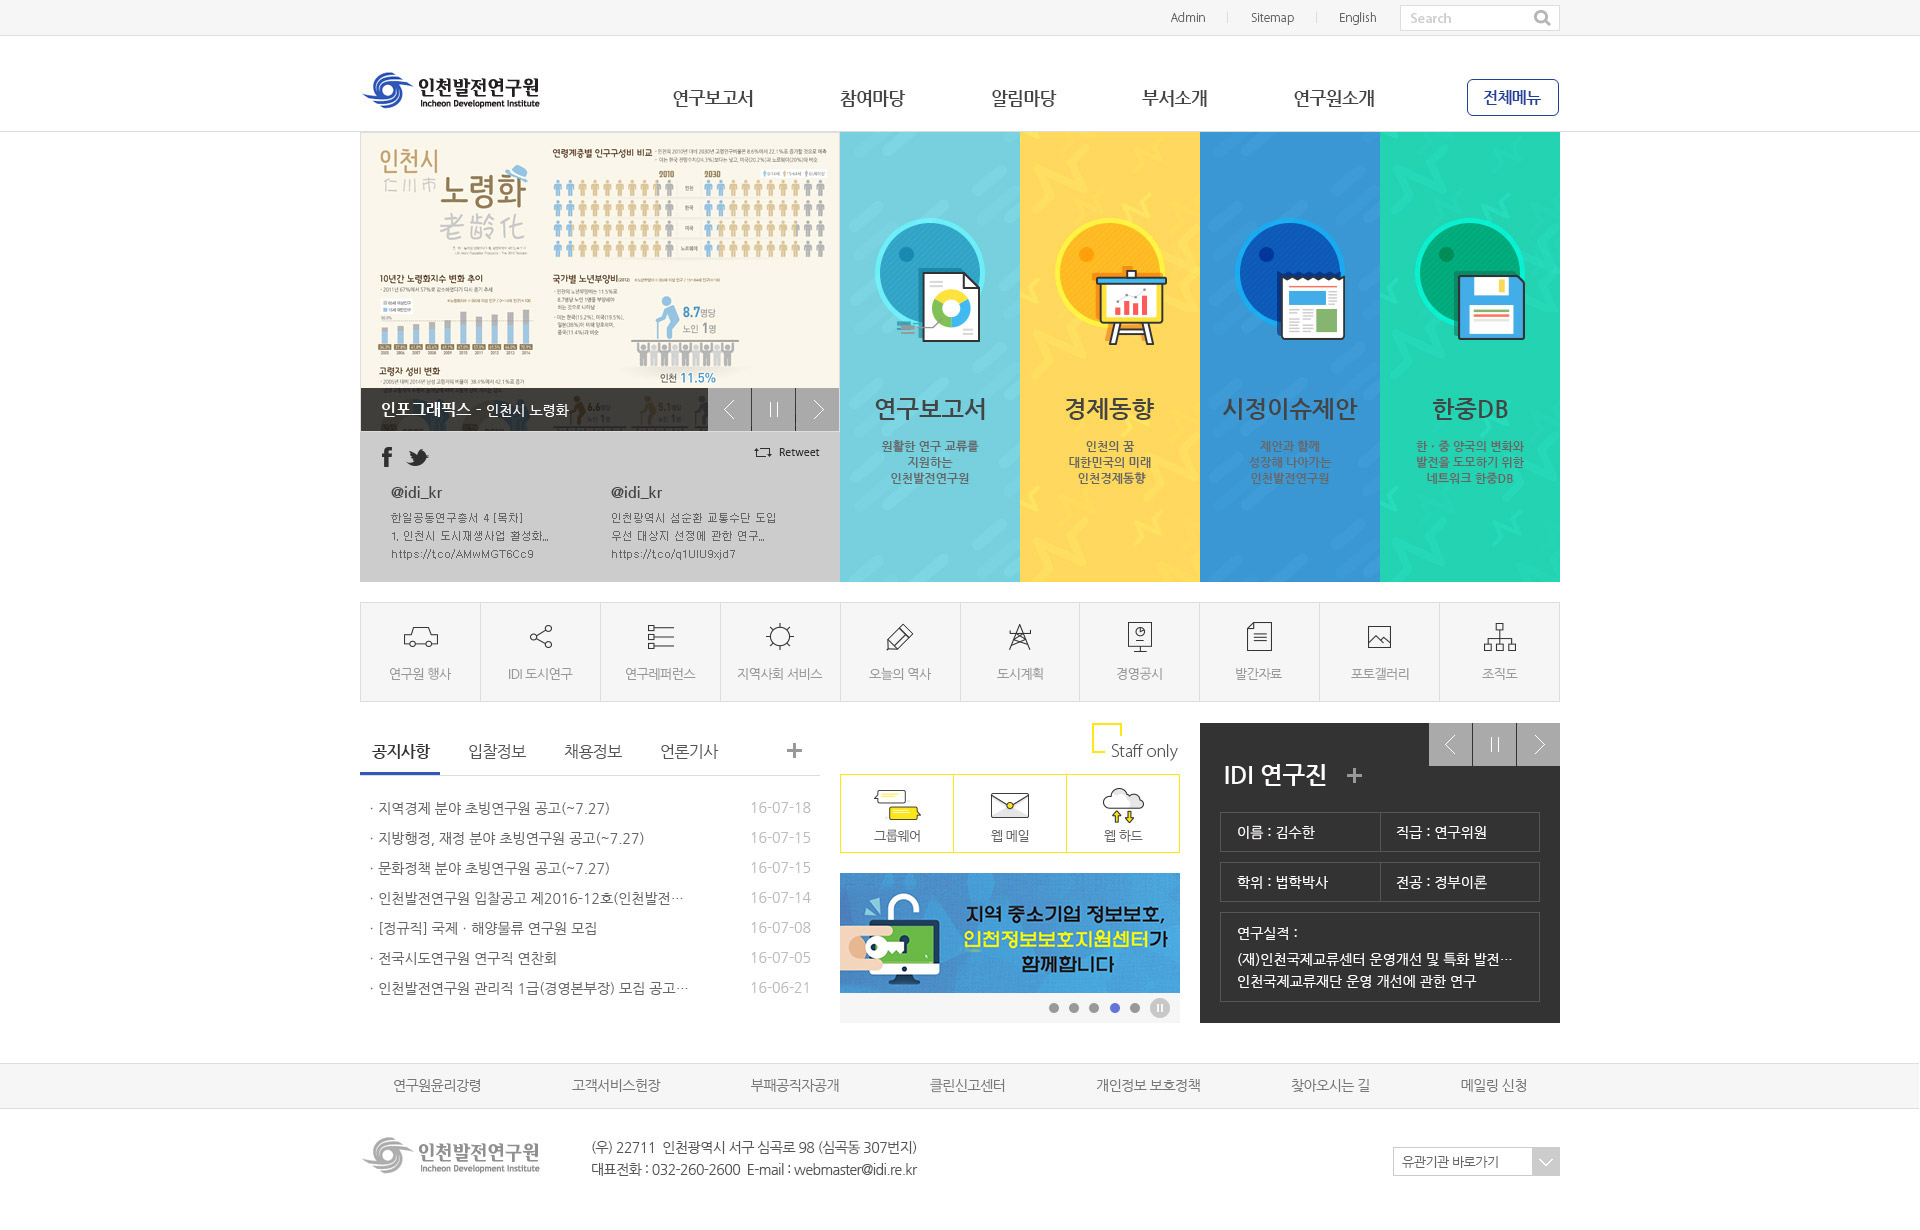 Admin
Sitemap
English
Search
인천발전연구원
Incheon Development Institute
연구보고서
참여마당
알림마당
부서소개
연구원소개
전체메뉴
인천시
仁川市
노령화
老龄化
연령계층별 인구구성비 비교
2010
2030
인천
한국
미국
노르웨이
10년간 노령화지수 변화 추이
국가별 노년부양비
8.7명당
노인 1명
인천 11.5%
고령자 성비 변화
인포그래픽스 - 인천시 노령화
Retweet
@idi_kr
한일공동연구총서 4 [목차]
1. 인천시 도시재생사업 활성화...
https://t.co/AMwMGT6Cc9
@idi_kr
인천광역시 섬순환 교통수단 도입
우선 대상지 선정에 관한 연구...
https://t.co/q1UIU9xjd7
연구보고서
원활한 연구 교류를
지원하는
인천발전연구원
경제동향
인천의 꿈
대한민국의 미래
인천경제동향
시정이슈제안
제안과 함께
성장해 나아가는
인천발전연구원
한중DB
한 · 중 양국의 변화와
발전을 도모하기 위한
네트워크 한중DB
연구원 행사
IDI 도시연구
연구레퍼런스
지역사회 서비스
오늘의 역사
도시계획
경영공시
발간자료
포토갤러리
조직도
공지사항
입찰정보
채용정보
언론기사
· 지역경제 분야 초빙연구원 공고(~7.27) 16-07-18
· 지방행정, 재정 분야 초빙연구원 공고(~7.27) 16-07-15
· 문화정책 분야 초빙연구원 공고(~7.27) 16-07-15
· 인천발전연구원 입찰공고 제2016-12호(인천발전··· 16-07-14
· [정규직] 국제 · 해양물류 연구원 모집 16-07-08
· 전국시도연구원 연구직 연찬회 16-07-05
· 인천발전연구원 관리직 1급(경영본부장) 모집 공고··· 16-06-21
Staff only
그룹웨어
웹 메일
웹 하드
지역 중소기업 정보보호,
인천정보보호지원센터가
함께합니다
IDI 연구진
이름 : 김수한
직급 : 연구위원
학위 : 법학박사
전공 : 정부이론
연구실적 :
(재)인천국제교류센터 운영개선 및 특화 발전···
인천국제교류재단 운영 개선에 관한 연구
연구원윤리강령
고객서비스헌장
부패공직자공개
클린신고센터
개인정보 보호정책
찾아오시는 길
메일링 신청
인천발전연구원
Incheon Development Institute
(우) 22711 인천광역시 서구 심곡로 98 (심곡동 307번지)
대표전화 : 032-260-2600 E-mail : webmaster@idi.re.kr
유관기관 바로가기